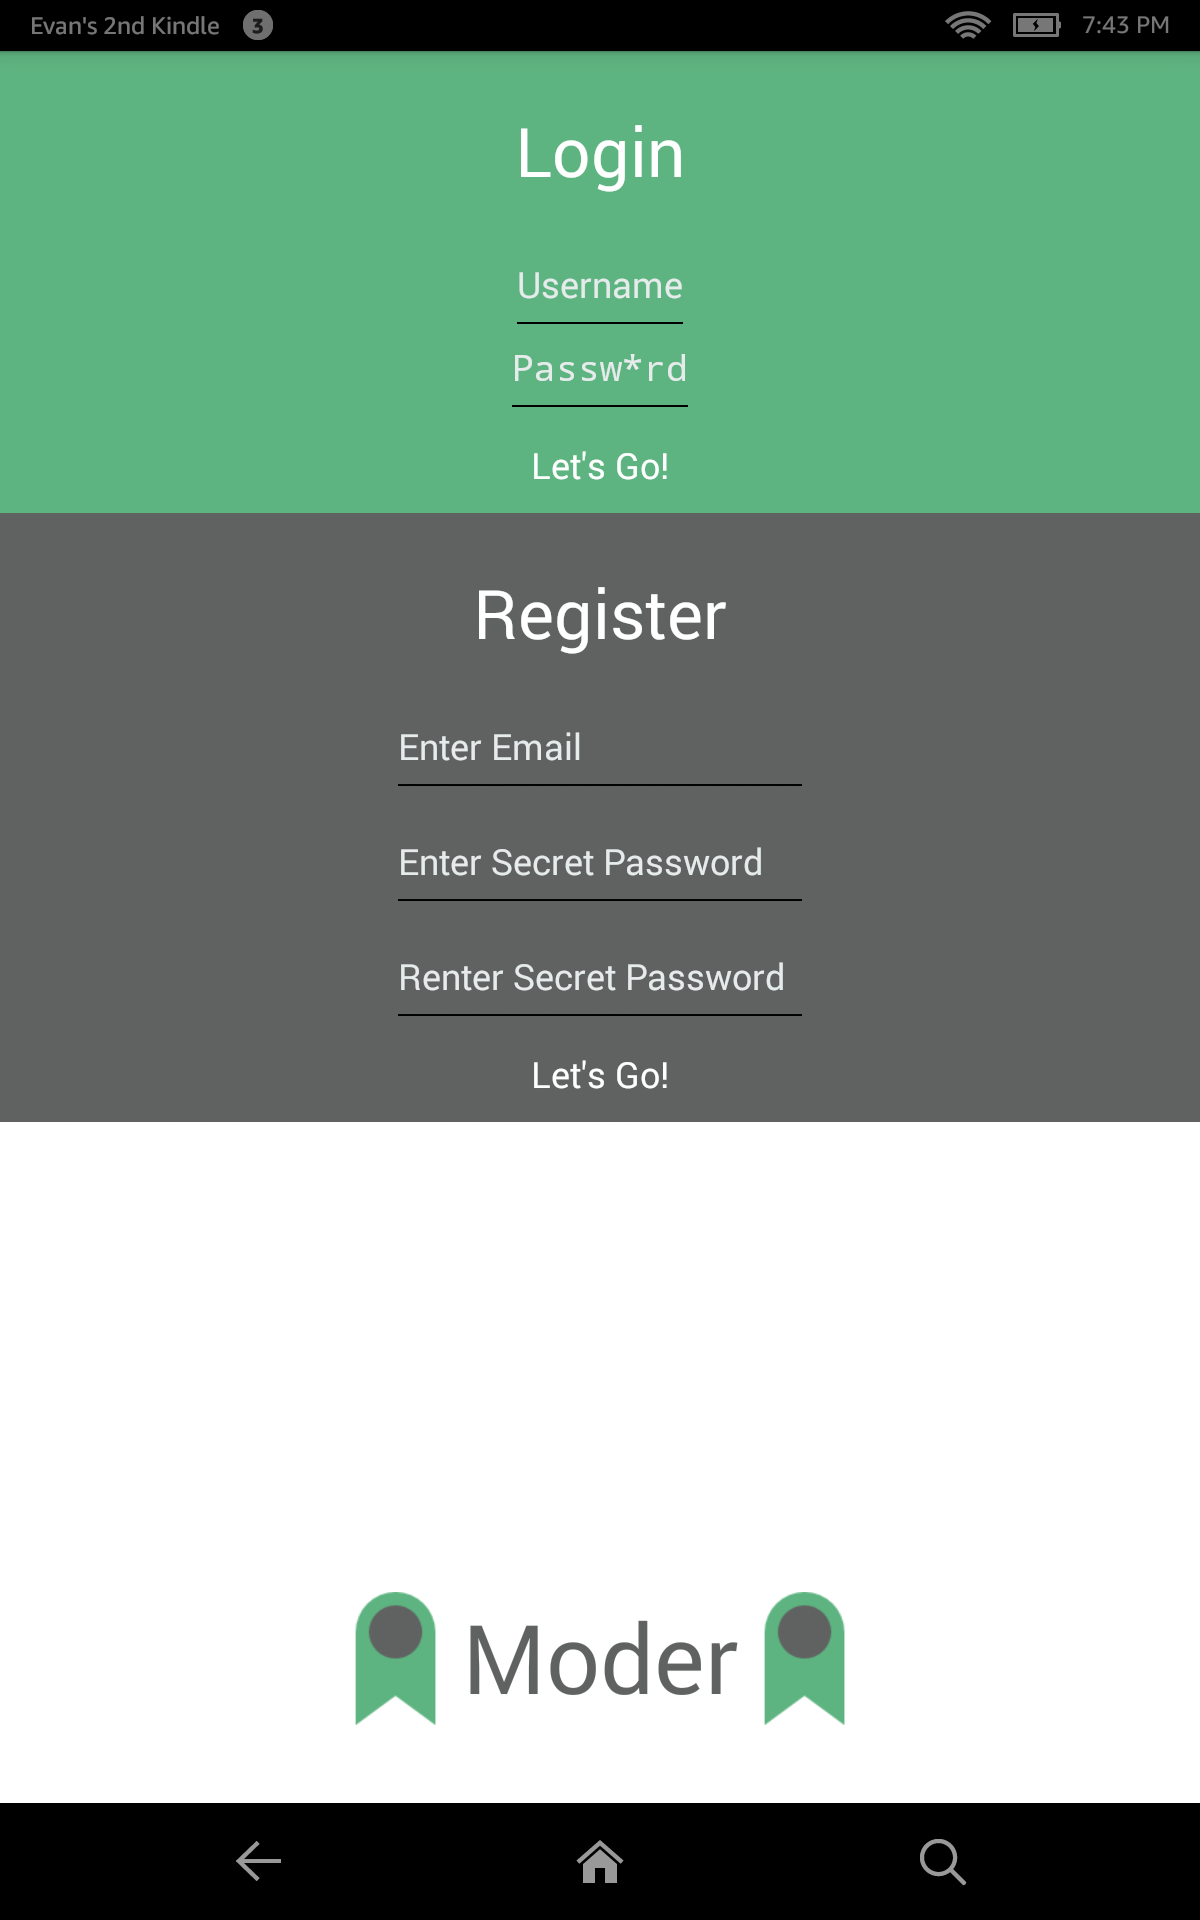 Evan's 2nd Kindle 3 7:43 PM
Login
Username
Passw*rd
Let's Go!
Register
Enter Email
Enter Secret Password
Renter Secret Password
Let's Go!
Moder